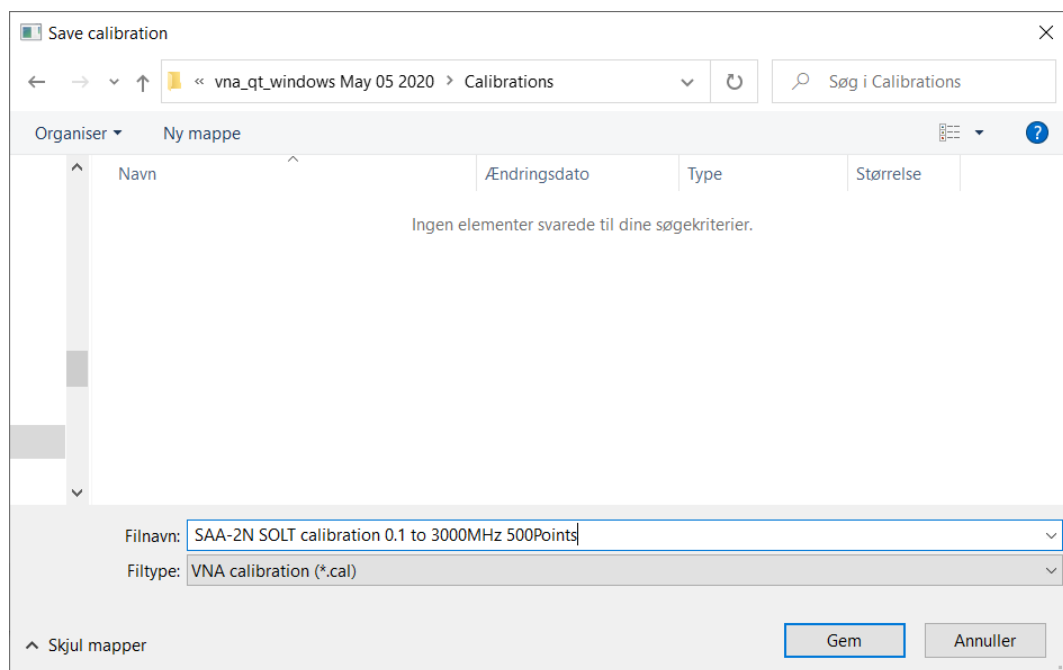 Save calibration
« vna_qt_windows May 05 2020 > Calibrations
Søg i Calibrations
Organiser
Ny mappe
?
Navn
Ændringsdato
Type
Størrelse
Ingen elementer svarede til dine søgekriterier.
Filnavn: SAA-2N SOLT calibration 0.1 to 3000MHz 500Points
Filtype: VNA calibration (*.cal)
Skjul mapper
Gem
Annuller